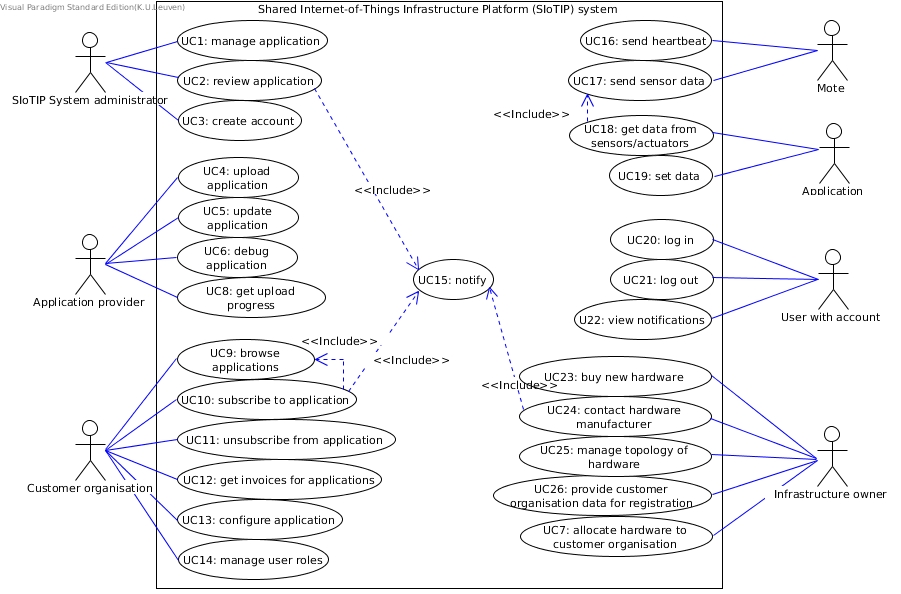 Visual Paradigm Standard Edition(K.U.Leuven)
Shared Internet-of-Things Infrastructure Platform (SIoTIP) system
SIoTIP System administrator
UC1: manage application
UC2: review application
UC3: create account
Application provider
UC4: upload
application
UC5: update
application
UC6: debug
application
UC8: get upload
progress
Customer organisation
UC9: browse
applications
UC10: subscribe to application
UC11: unsubscribe from application
UC12: get invoices for applications
UC13: configure application
UC14: manage user roles
<<Include>>
<<Include>>
<<Include>>
UC15: notify
<<Include>>
<<Include>>
UC16: send heartbeat
UC17: send sensor data
Mote
UC18: get data from
sensors/actuators
UC19: set data
Application
UC20: log in
UC21: log out
U22: view notifications
User with account
UC23: buy new hardware
UC24: contact hardware
manufacturer
UC25: manage topology of
hardware
UC26: provide customer
organisation data for registration
UC7: allocate hardware to
customer organisation
Infrastructure owner